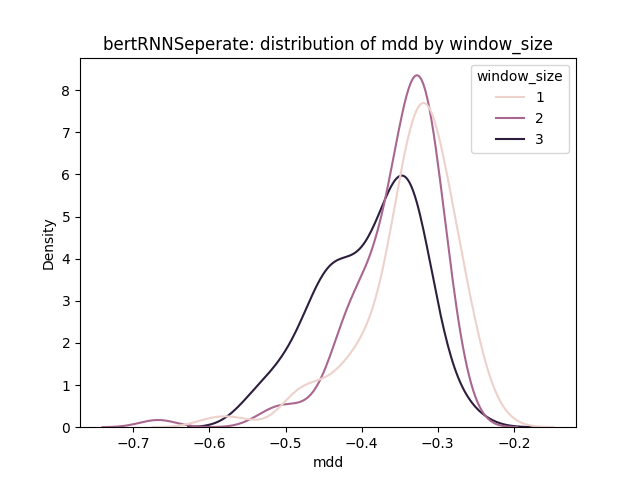 bertRNNSeperate: distribution of mdd by window_size
window_size
1
2
3
Density
8
7
6
5
4
3
2
1
0
−0.7 −0.6 −0.5 −0.4 −0.3 −0.2
mdd